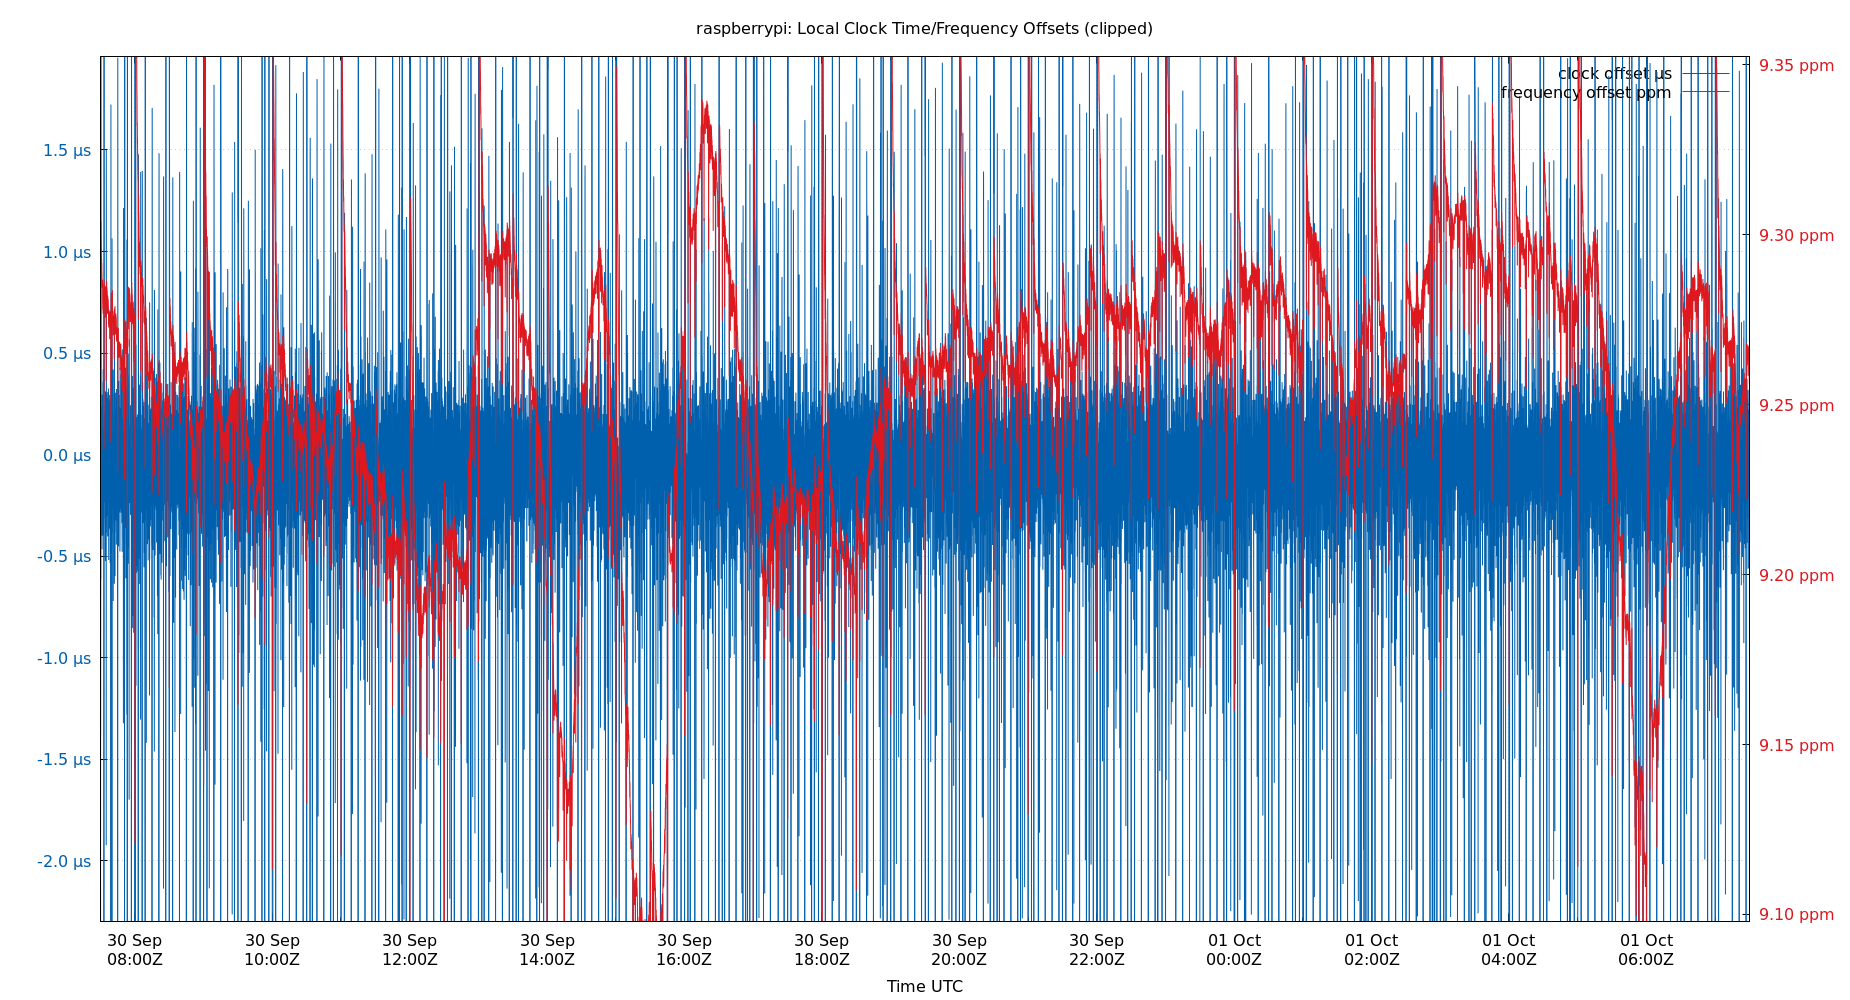 raspberrypi: Local Clock Time/Frequency Offsets (clipped)
clock offset µs
frequency offset ppm
1.5 µs
1.0 µs
0.5 µs
0.0 µs
-0.5 µs
-1.0 µs
-1.5 µs
-2.0 µs
9.35 ppm
9.30 ppm
9.25 ppm
9.20 ppm
9.15 ppm
9.10 ppm
30 Sep 30 Sep 30 Sep 30 Sep 30 Sep 30 Sep 30 Sep 30 Sep 01 Oct 01 Oct 01 Oct 01 Oct
08:00Z 10:00Z 12:00Z 14:00Z 16:00Z 18:00Z 20:00Z 22:00Z 00:00Z 02:00Z 04:00Z 06:00Z
Time UTC